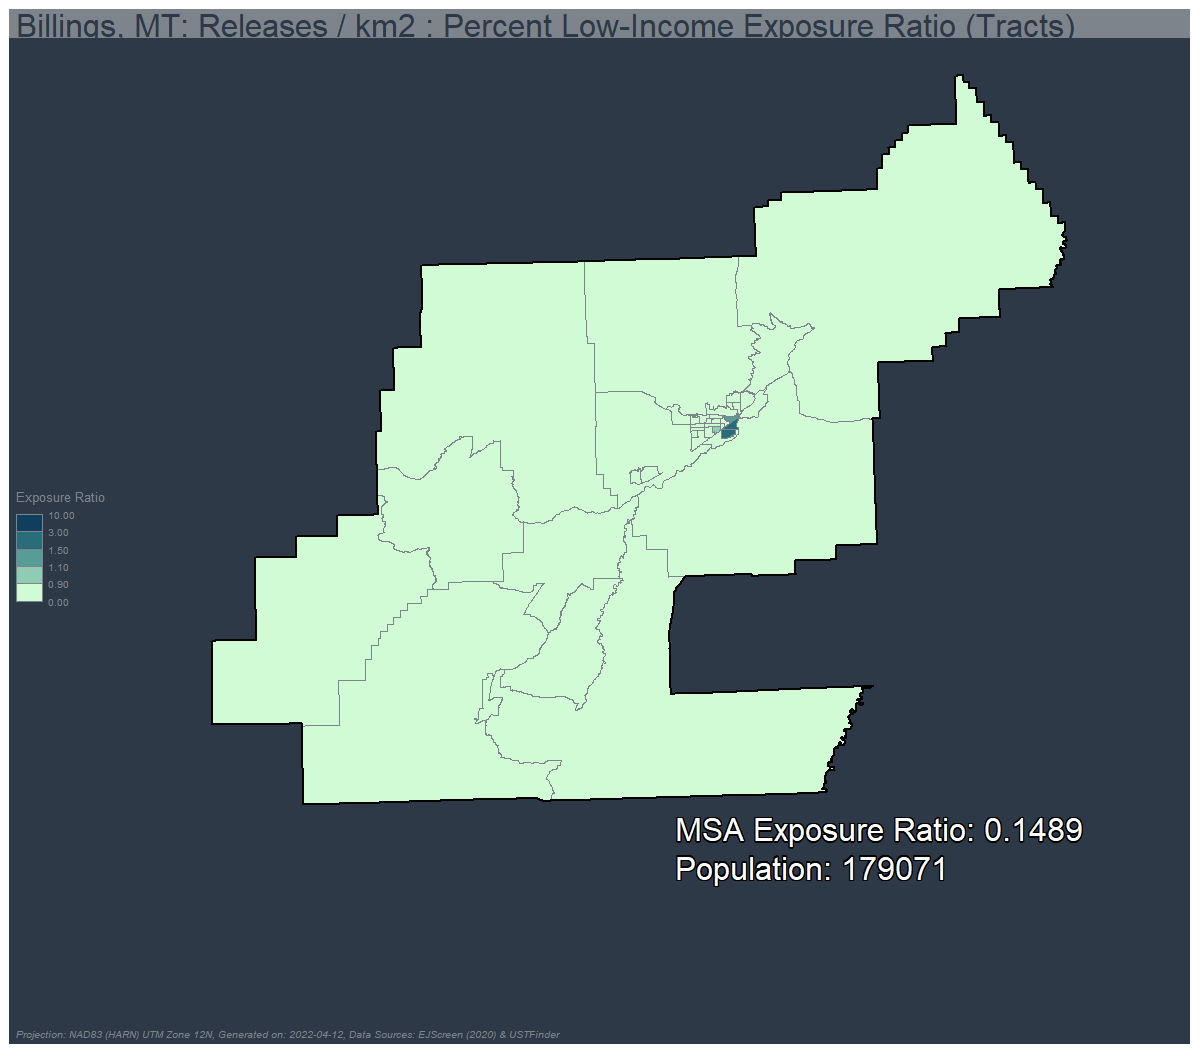 Billings, MT: Releases / km2 : Percent Low-Income Exposure Ratio (Tracts)
Exposure Ratio
10.00
3.00
1.50
1.10
0.90
0.00
MSA Exposure Ratio: 0.1489
Population: 179071
Projection: NAD83 (HARN) UTM Zone 12N, Generated on: 2022-04-12, Data Sources: EJScreen (2020) & USTFinder